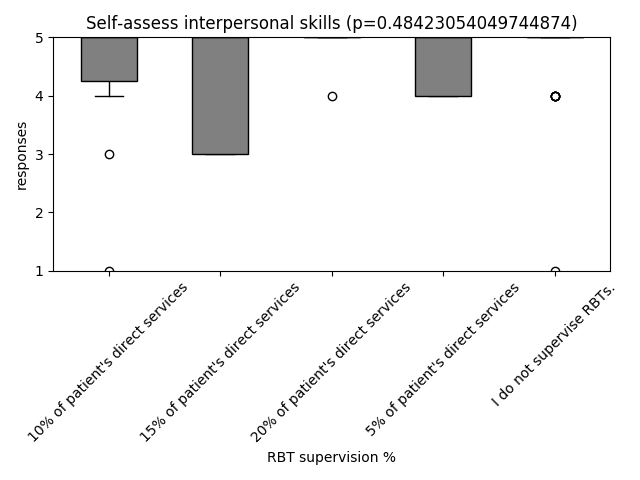 Self-assess interpersonal skills (p=0.48423054049744874)
5
4
3
2
1
responses
10% of patient's direct services
15% of patient's direct services
20% of patient's direct services
5% of patient's direct services
I do not supervise RBTs.
RBT supervision %